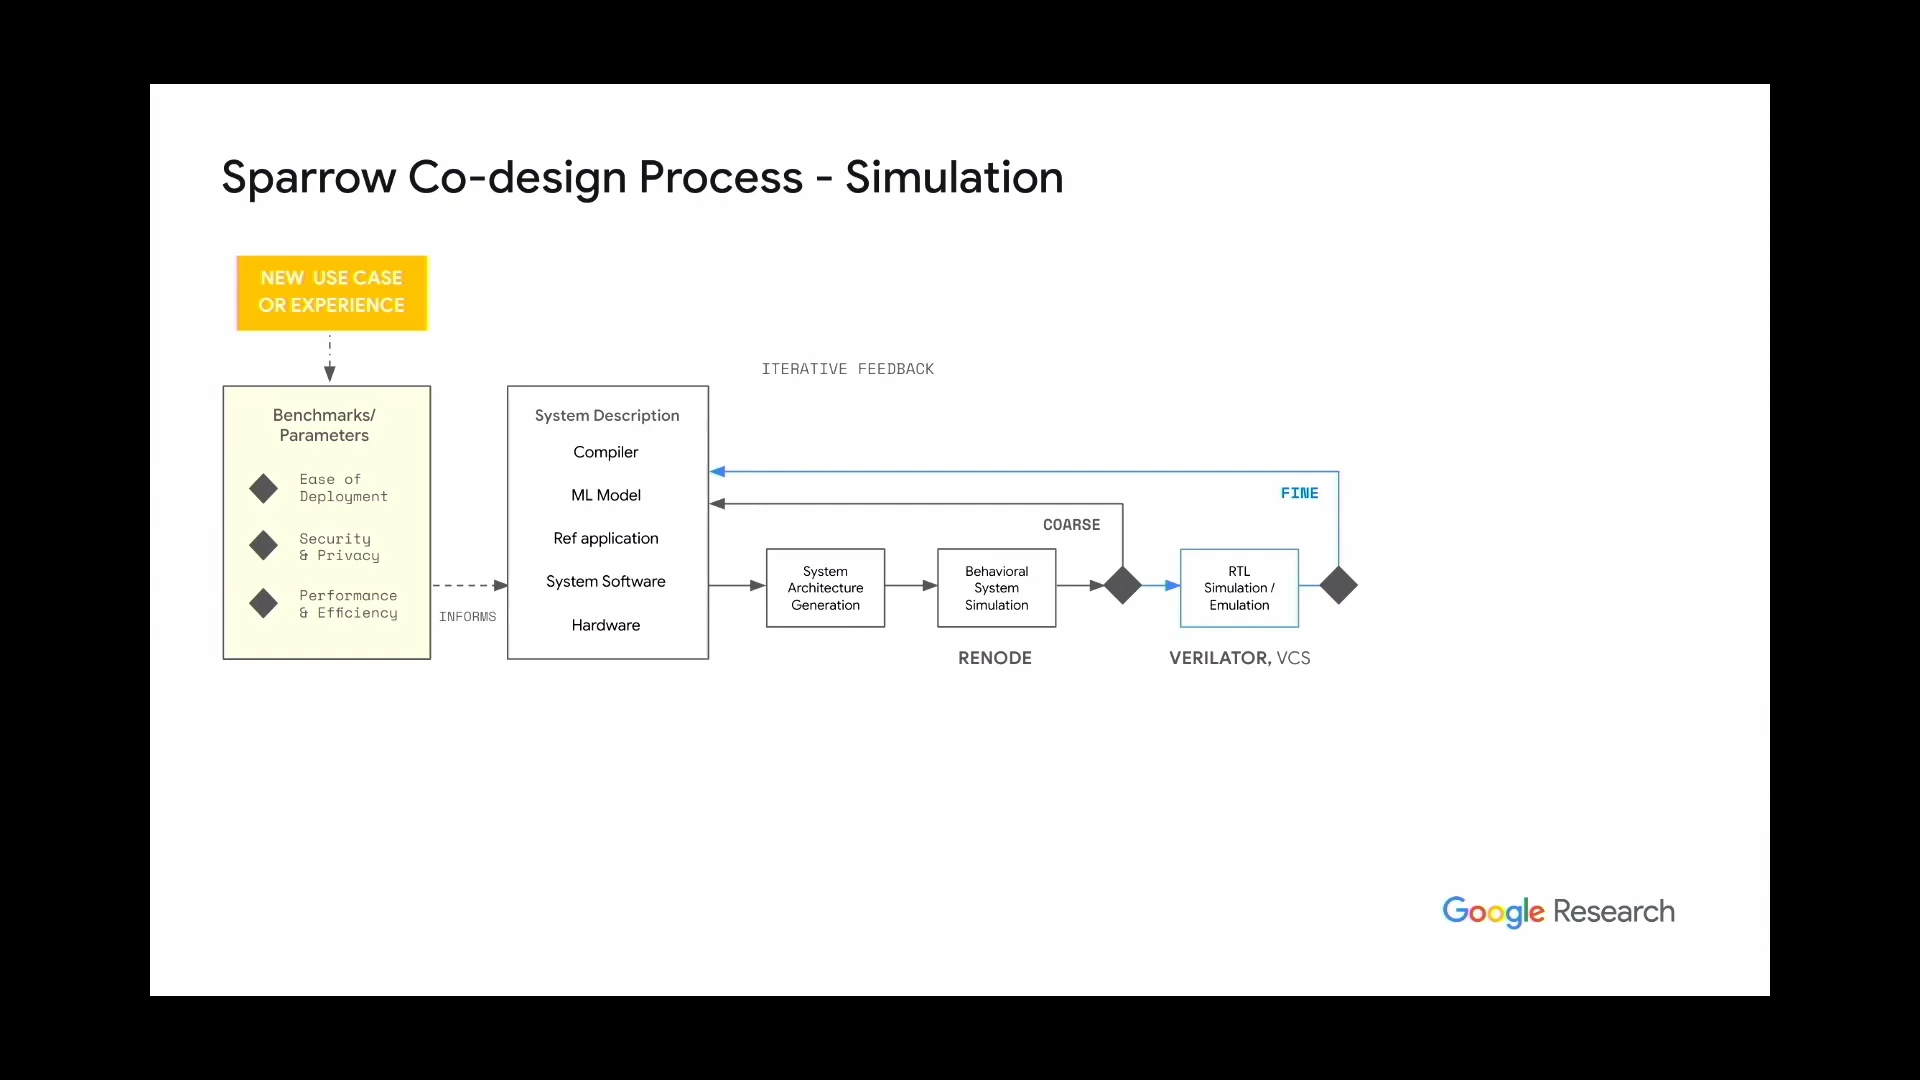 Sparrow Co-design Process - Simulation
NEW USE CASE
OR EXPERIENCE
ITERATIVE FEEDBACK
Benchmarks/
Parameters
Ease of
Deployment
Security
& Privacy
Performance
& Efficiency
INFORMS
System Description
Compiler
ML Model
Ref application
System Software
Hardware
FINE
COARSE
System
Architecture
Generation
Behavioral
System
Simulation
RTL
Simulation /
Emulation
RENODE
VERILATOR, VCS
Google Research